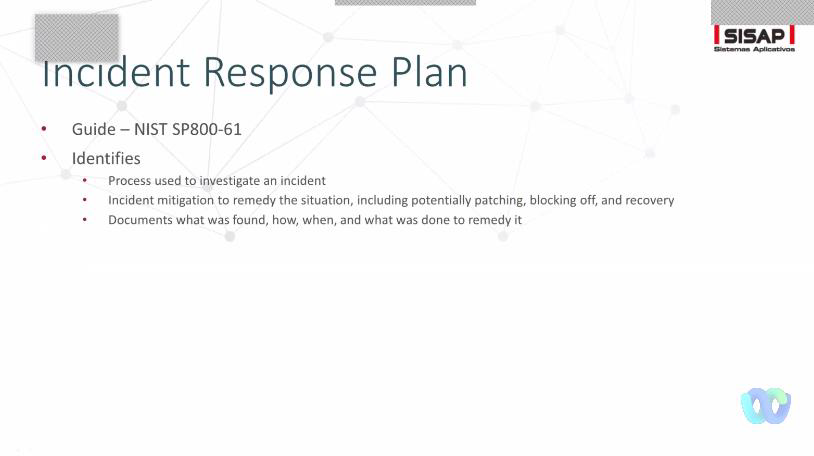 SISAP
Sistemas Aplicativos
Incident Response Plan
• Guide – NIST SP800-61
• Identifies
• Process used to investigate an incident
• Incident mitigation to remedy the situation, including potentially patching, blocking off, and recovery
• Documents what was found, how, when, and what was done to remedy it